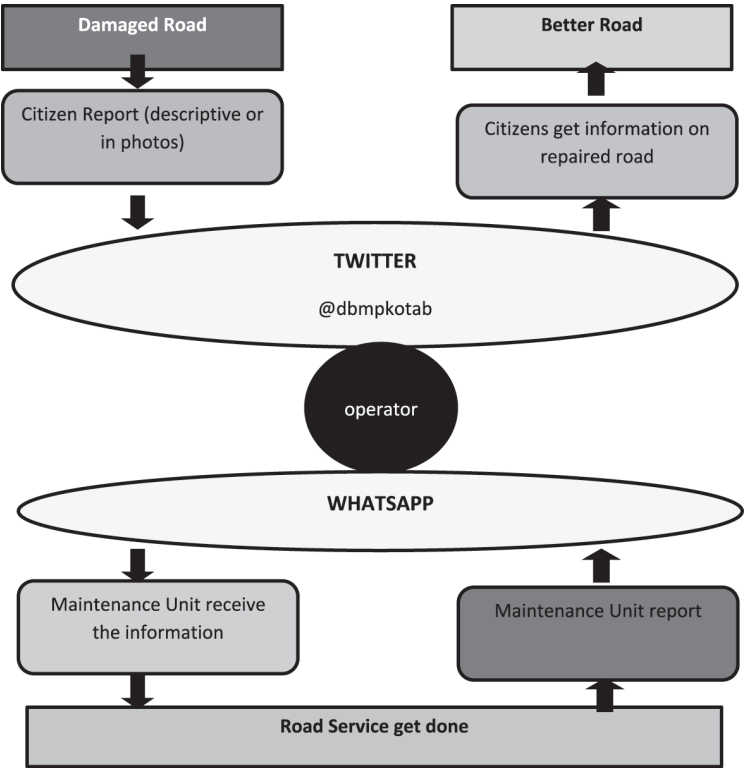 Damaged Road
Better Road
Citizen Report (descriptive or
in photos)
Citizens get information on
repaired road
TWITTER
@dbmpkotab
operator
WHATSAPP
Maintenance Unit receive
the information
Maintenance Unit report
Road Service get done